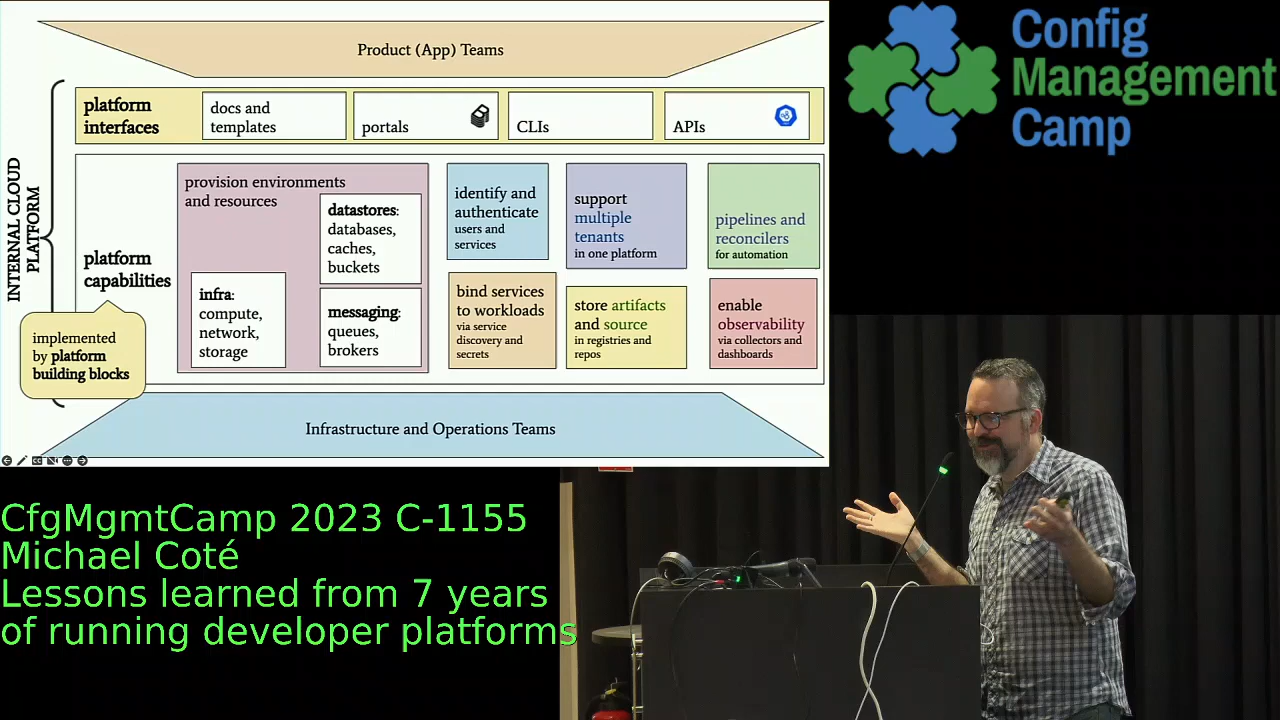 Product (App) Teams
platform
interfaces
docs and
templates
portals
CLIs
APIs
INTERNAL CLOUD
PLATFORM
platform
capabilities
implemented
by platform
building blocks
provision environments
and resources
infra:
compute,
network,
storage
datastores:
databases,
caches,
buckets
messaging:
queues,
brokers
identify and
authenticate
users and
services
bind services
to workloads
via service
discovery and
secrets
support
multiple
tenants
in one platform
store artifacts
and source
in registries and
repos
pipelines and
reconcilers
for automation
enable
observability
via collectors and
dashboards
Infrastructure and Operations Teams
Config
Management
Camp
CfgMgmtCamp 2023 C-1155
Michael Coté
Lessons learned from 7 years
of running developer platforms